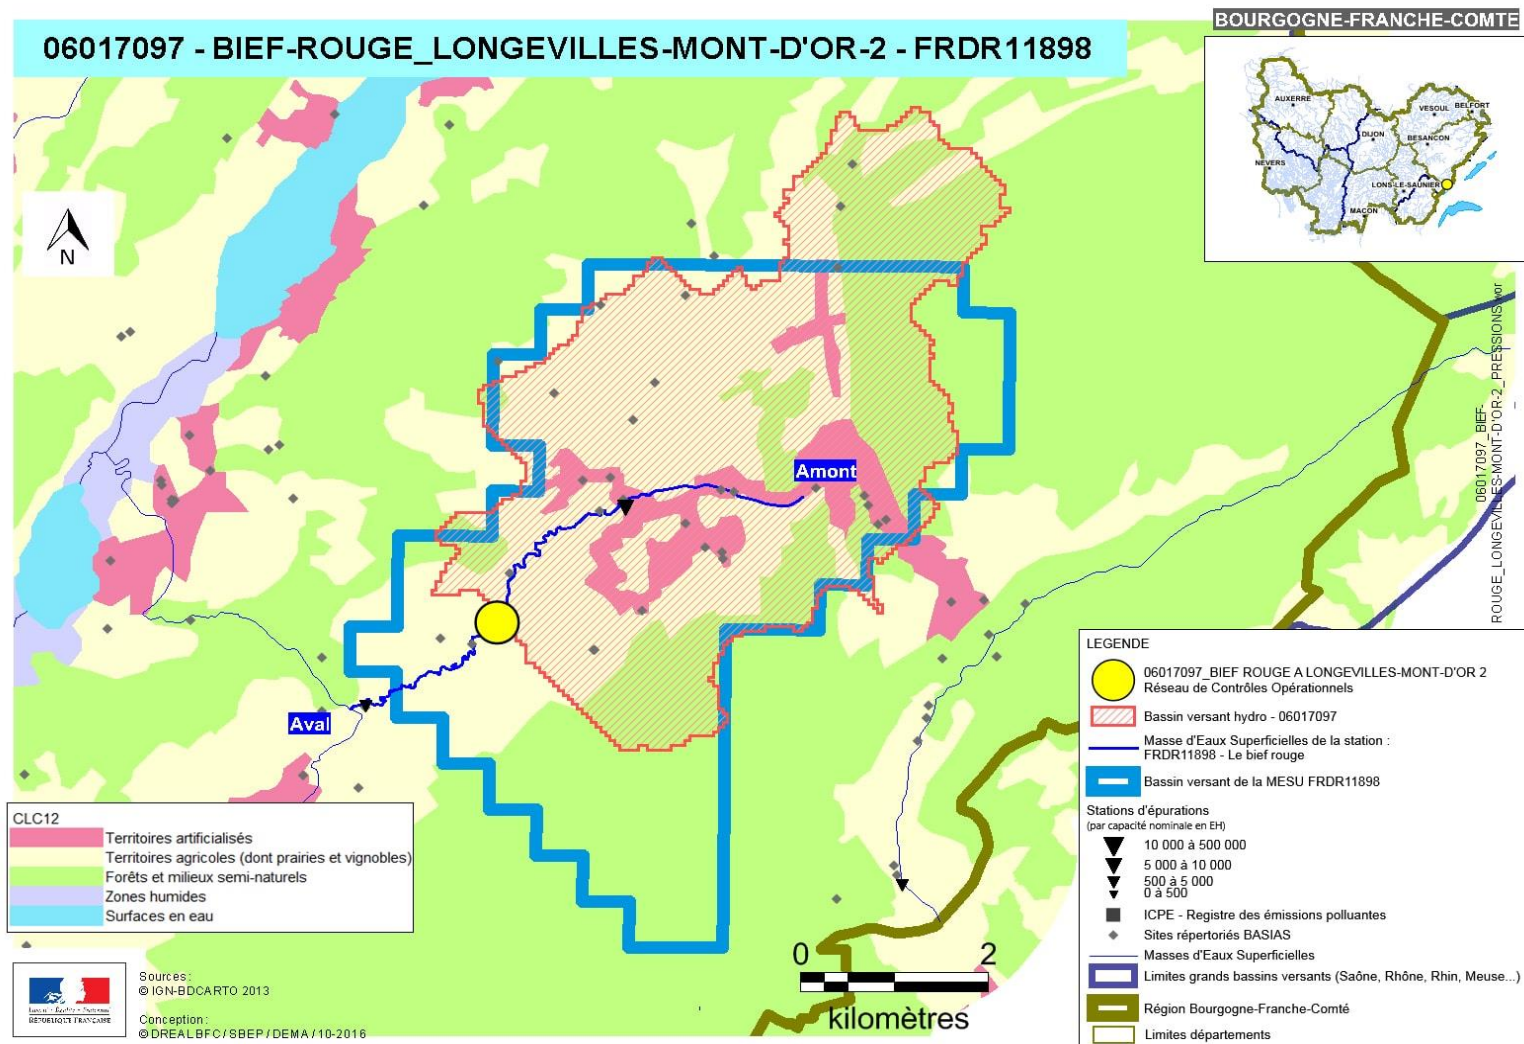 BOURGOGNE-FRANCHE-COMTE
06017097 - BIEF-ROUGE_LONGEVILLES-MONT-D'OR-2 - FRDR11898
AUXERRE
VESOUL
BELFORT
DIJON
BESANCON
NEVERS
LONS-LE-SAUNIER
MACON
N
Amont
Aval
06017097_BIEF-
ROUGE_LONGEVILLES-MONT-D'OR-2_PRESSIONS.wor
LEGENDE
06017097_BIEF ROUGE A LONGEVILLES-MONT-D'OR 2
Réseau de Contrôles Opérationnels
Bassin versant hydro - 06017097
Masse d'Eaux Superficielles de la station :
FRDR11898 - Le bief rouge
Bassin versant de la MESU FRDR11898
Stations d'épurations
(par capacité nominale en EH)
10 000 à 500 000
5 000 à 10 000
500 à 5 000
0 à 500
ICPE - Registre des émissions polluantes
Sites répertoriés BASIAS
Masses d'Eaux Superficielles
Limites grands bassins versants (Saône, Rhône, Rhin, Meuse...)
Région Bourgogne-Franche-Comté
Limites départements
CLC12
Territoires artificialisés
Territoires agricoles (dont prairies et vignobles)
Forêts et milieux semi-naturels
Zones humides
Surfaces en eau
0 2
kilomètres
Liberté • Égalité • Fraternité
RÉPUBLIQUE FRANÇAISE
Sources:
© IGN-BDCARTO 2013
Conception:
© DREAL BFC / SBEP / DEMA / 10-2016